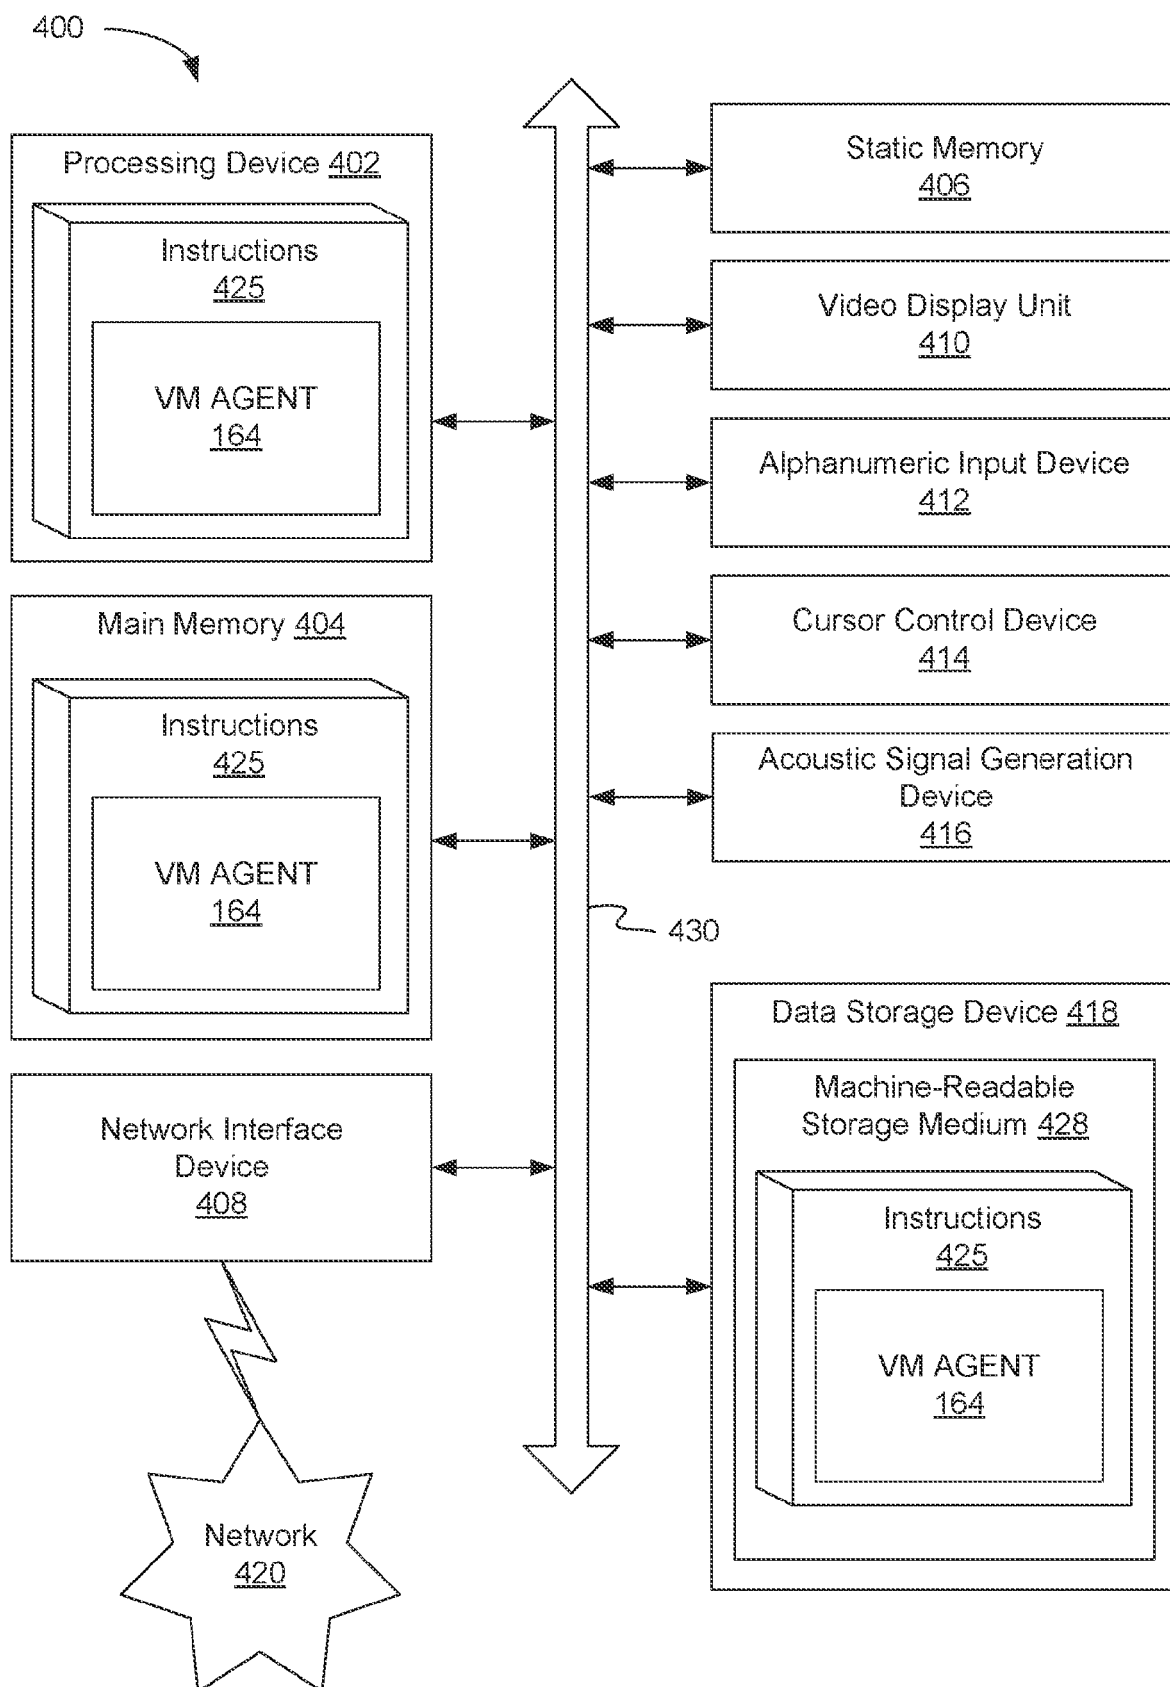 400
Processing Device 402
Instructions
425
VM AGENT
164
Main Memory 404
Instructions
425
VM AGENT
164
Network Interface
Device
408
Network
420
Static Memory
406
Video Display Unit
410
Alphanumeric Input Device
412
Cursor Control Device
414
Acoustic Signal Generation
Device
416
430
Data Storage Device 418
Machine-Readable
Storage Medium 428
Instructions
425
VM AGENT
164